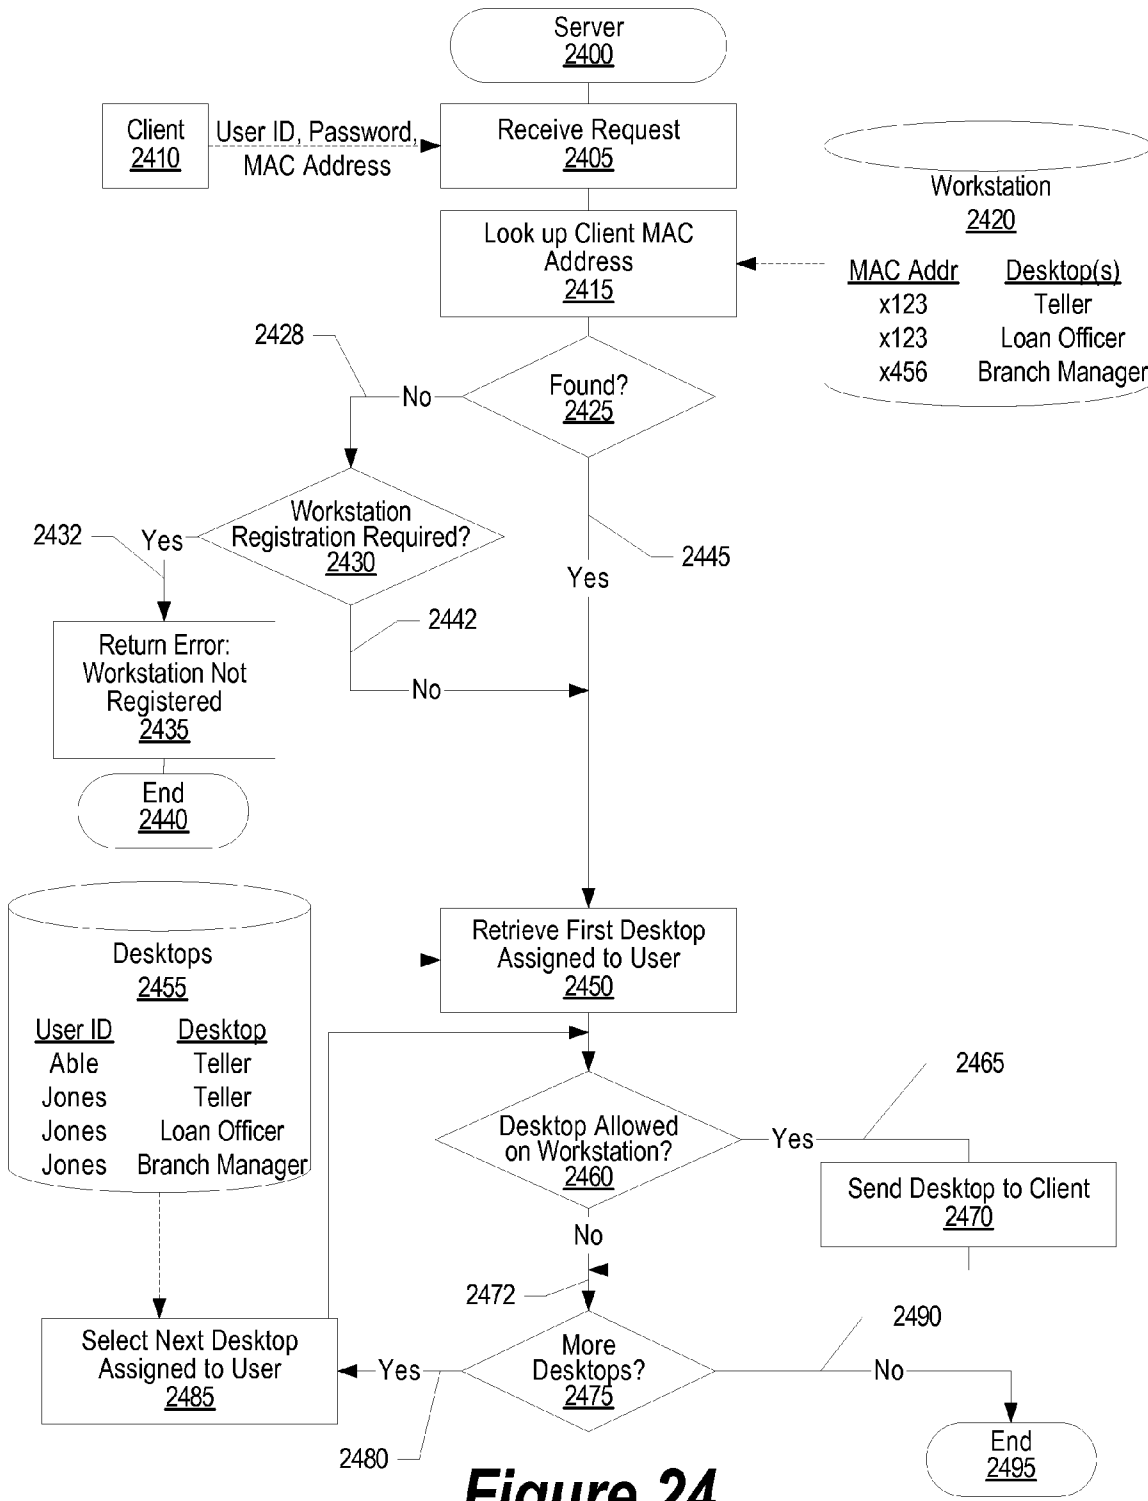 Server
2400
Client
2410
User ID, Password,
MAC Address
Receive Request
2405
Workstation
2420
MAC Addr Desktop(s)
x123 Teller
x123 Loan Officer
x456 Branch Manager
Look up Client MAC
Address
2415
2428
No
Found?
2425
Workstation
Registration Required?
2430
2432
Yes
2445
Yes
2442
No
Return Error:
Workstation Not
Registered
2435
End
2440
Desktops
2455
User ID Desktop
Able Teller
Jones Teller
Jones Loan Officer
Jones Branch Manager
Retrieve First Desktop
Assigned to User
2450
2465
Desktop Allowed
on Workstation?
2460
Yes
Send Desktop to Client
2470
No
2472
2490
Select Next Desktop
Assigned to User
2485
Yes
More
Desktops?
2475
No
2480
End
2495
Figure 24